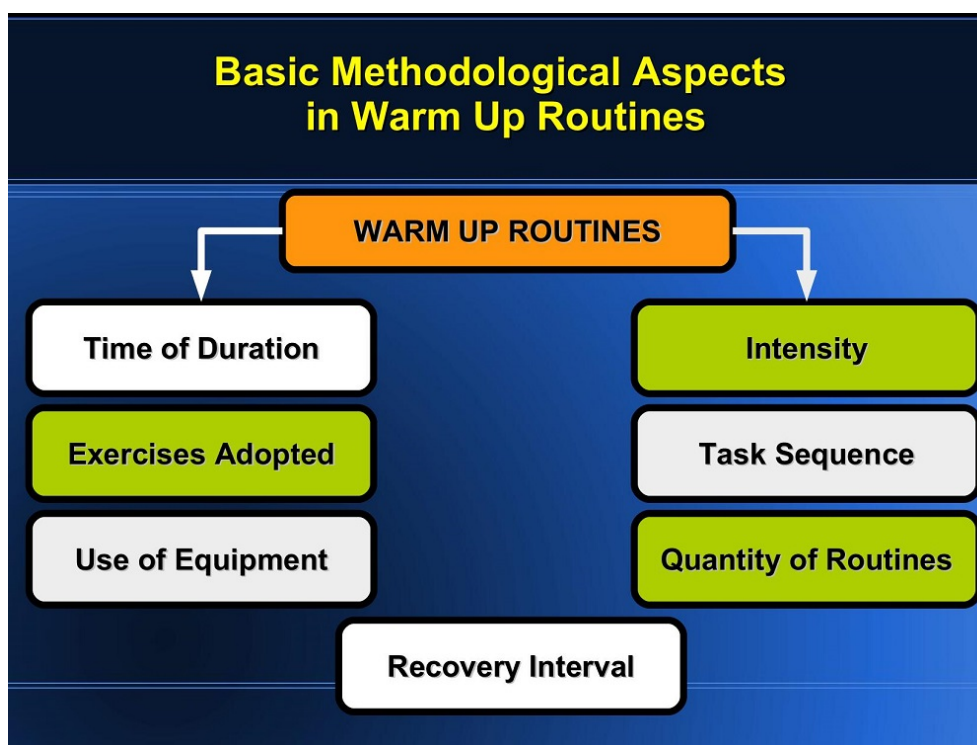 Basic Methodological Aspects
in Warm Up Routines
WARM UP ROUTINES
Time of Duration
Intensity
Exercises Adopted
Task Sequence
Use of Equipment
Quantity of Routines
Recovery Interval